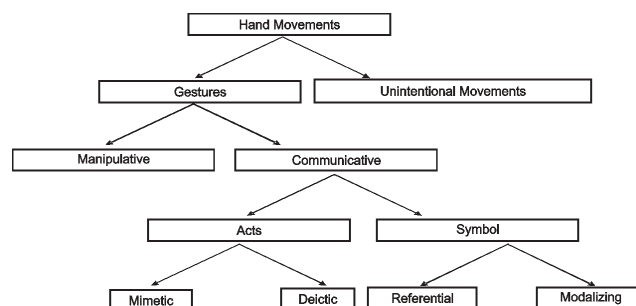 Hand Movements
Gestures
Unintentional Movements
Manipulative
Communicative
Acts
Symbol
Mimetic
Deictic
Referential
Modalizing